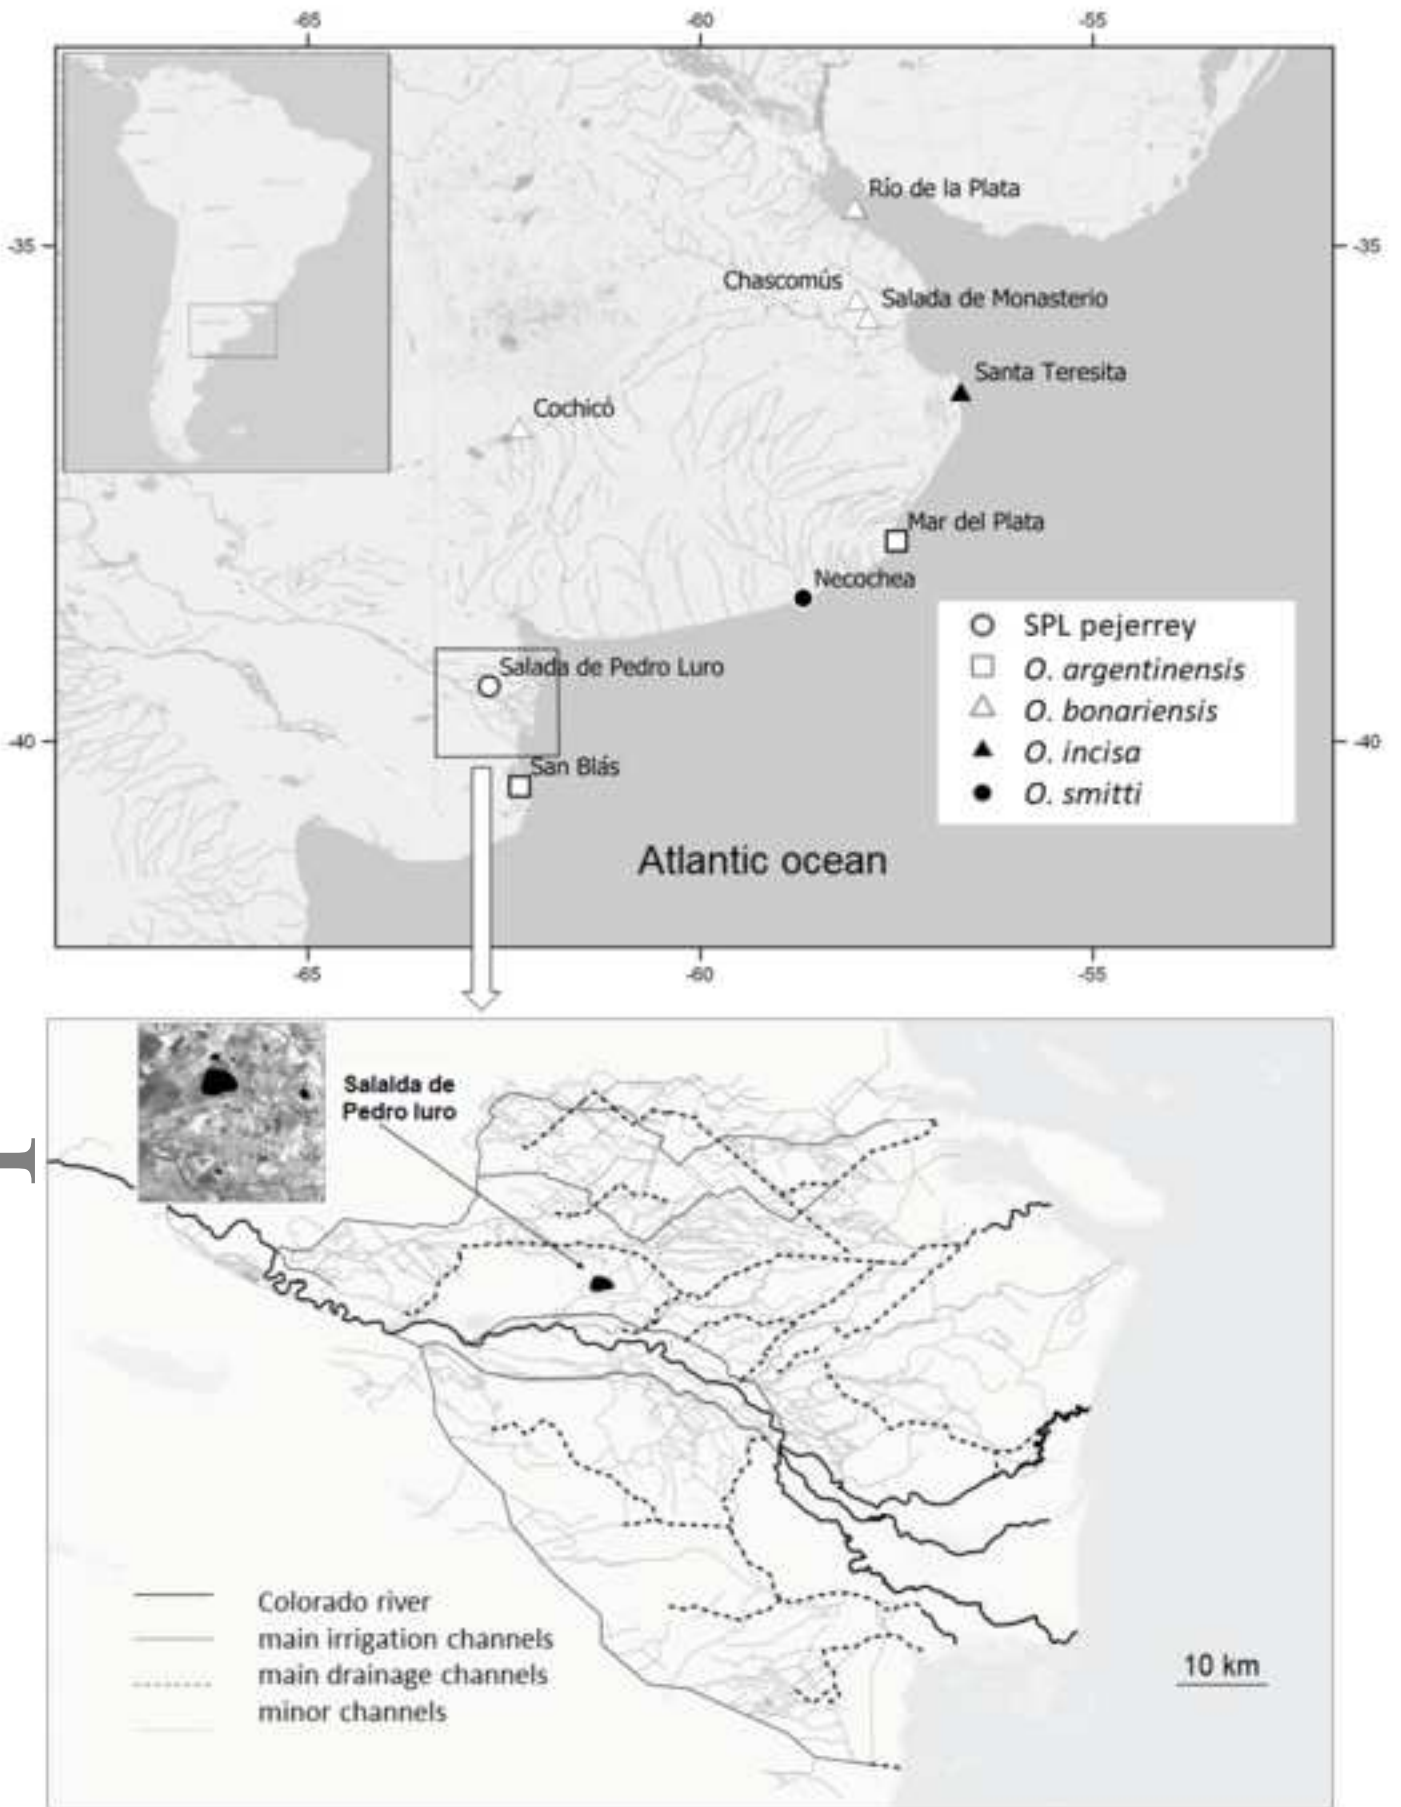 -65
-60
-55
Río de la Plata
-35
-35
Chascomús
Salada de Monasterio
Santa Teresita
Cochicó
Mar del Plata
Necochea
SPL pejerrey
O. argentinensis
O. bonariensis
O. incisa
O. smitti
Salada de Pedro Luro
-40
-40
San Blás
Atlantic ocean
-65
-60
-55
Salalda de
Pedro luro
Colorado river
main irrigation channels
main drainage channels
minor channels
10 km